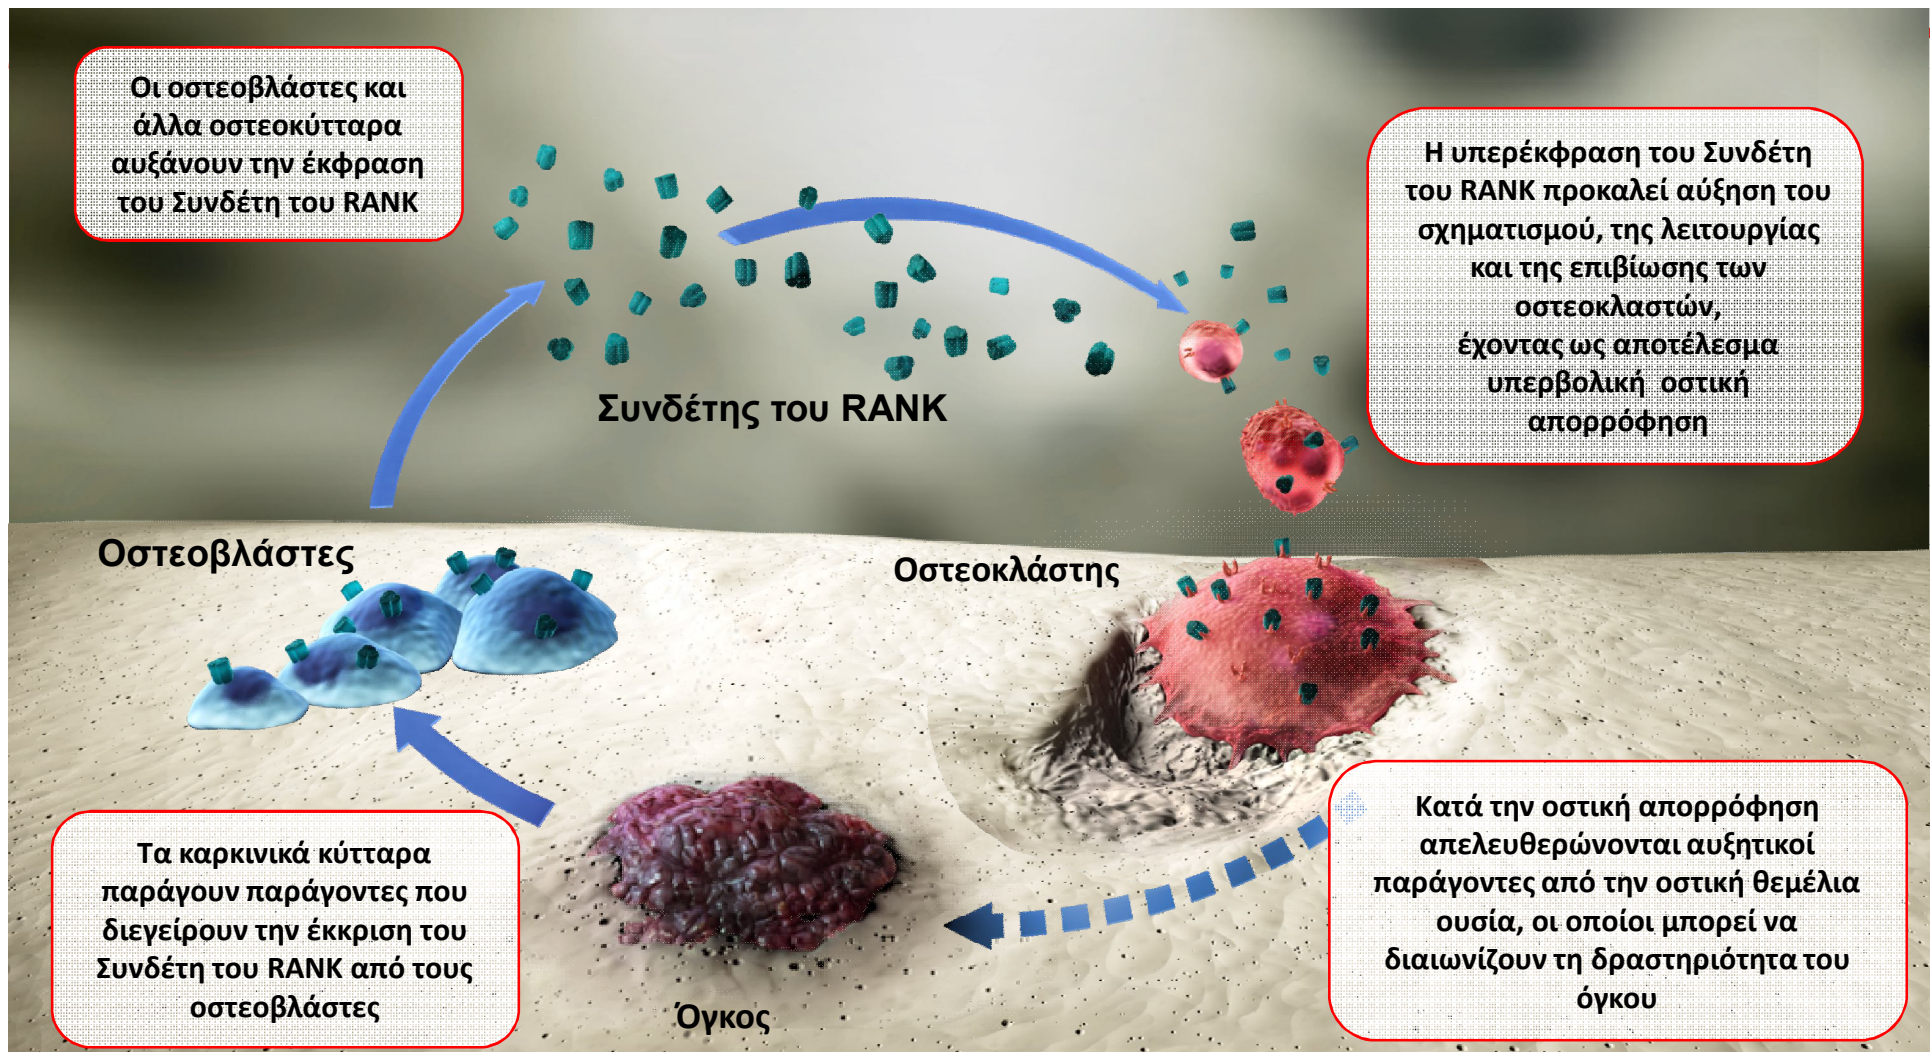 Οι οστεοβλάστες και
άλλα οστεοκύτταρα
αυξάνουν την έκφραση
του Συνδέτη του RANK
Η υπερέκφραση του Συνδέτη
του RANK προκαλεί αύξηση του
σχηματισμού, της λειτουργίας
και της επιβίωσης των
οστεοκλαστών,
έχοντας ως αποτέλεσμα
υπερβολική οστική
απορρόφηση
Συνδέτης του RANK
Οστεοβλάστες
Οστεοκλάστης
Τα καρκινικά κύτταρα
παράγουν παράγοντες που
διεγείρουν την έκκριση του
Συνδέτη του RANK από τους
οστεοβλάστες
Όγκος
Κατά την οστική απορρόφηση
απελευθερώνονται αυξητικοί
παράγοντες από την οστική θεμέλια
ουσία, οι οποίοι μπορεί να
διαιωνίζουν τη δραστηριότητα του
όγκου